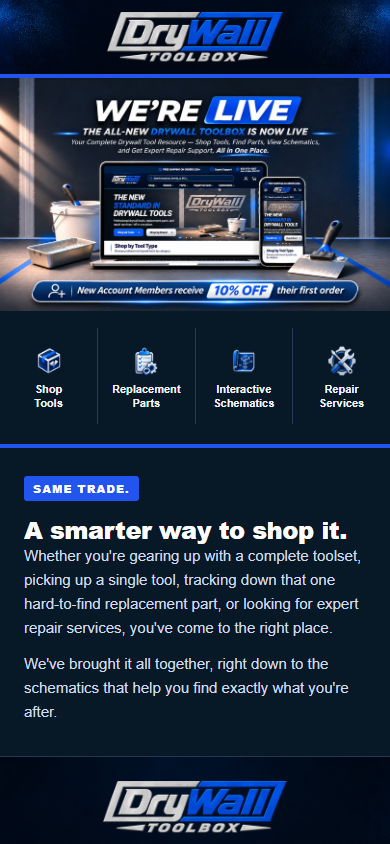 DryWall
TOOLBOX
WE'RE LIVE
THE ALL-NEW DRYWALL TOOLBOX IS NOW LIVE
Your Complete Drywall Tool Resource — Shop Tools, Find Parts, View Schematics,
and Get Expert Repair Support, All in One Place.
DryWall
TOOLBOX
THE NEW
STANDARD IN
DRYWALL TOOLS
Shop by Tool Type
New Account Members receive 10% OFF their first order
Shop
Tools
Replacement
Parts
Interactive
Schematics
Repair
Services
SAME TRADE.
A smarter way to shop it.
Whether you're gearing up with a complete toolset,
picking up a single tool, tracking down that one
hard-to-find replacement part, or looking for expert
repair services, you've come to the right place.
We've brought it all together, right down to the
schematics that help you find exactly what you're
after.
DryWall
TOOLBOX